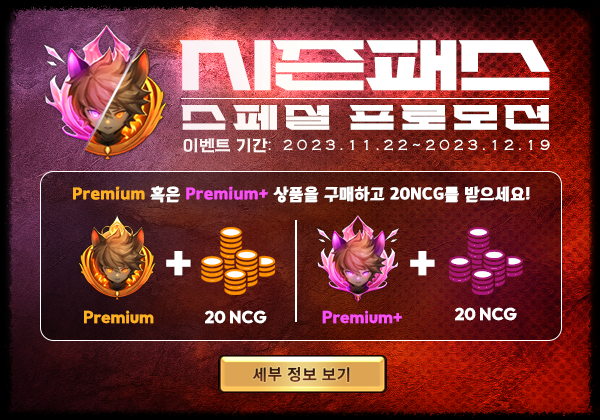 시즌패스
스페셜 프로모션
이벤트 기간: 2023.11.22~2023.12.19
Premium 혹은 Premium+ 상품을 구매하고 20NCG를 받으세요!
Premium + 20 NCG
Premium+ + 20 NCG
세부 정보 보기